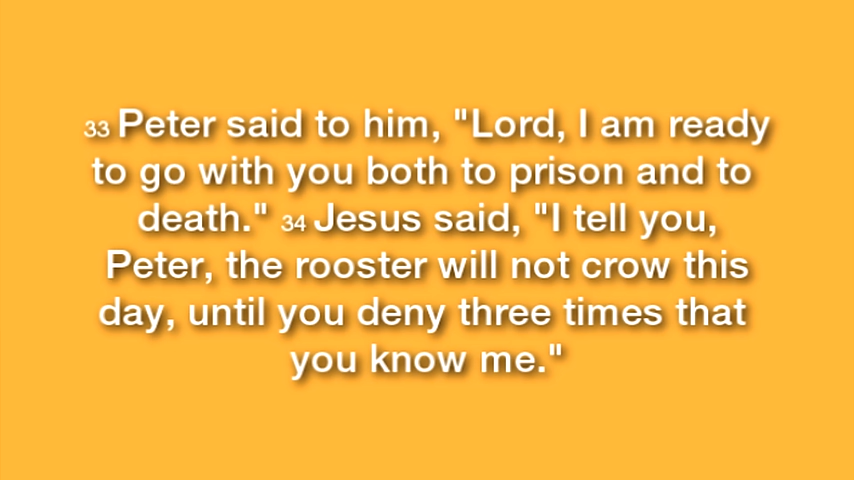 33 Peter said to him, "Lord, I am ready
to go with you both to prison and to
death." 34 Jesus said, "I tell you,
Peter, the rooster will not crow this
day, until you deny three times that
you know me."